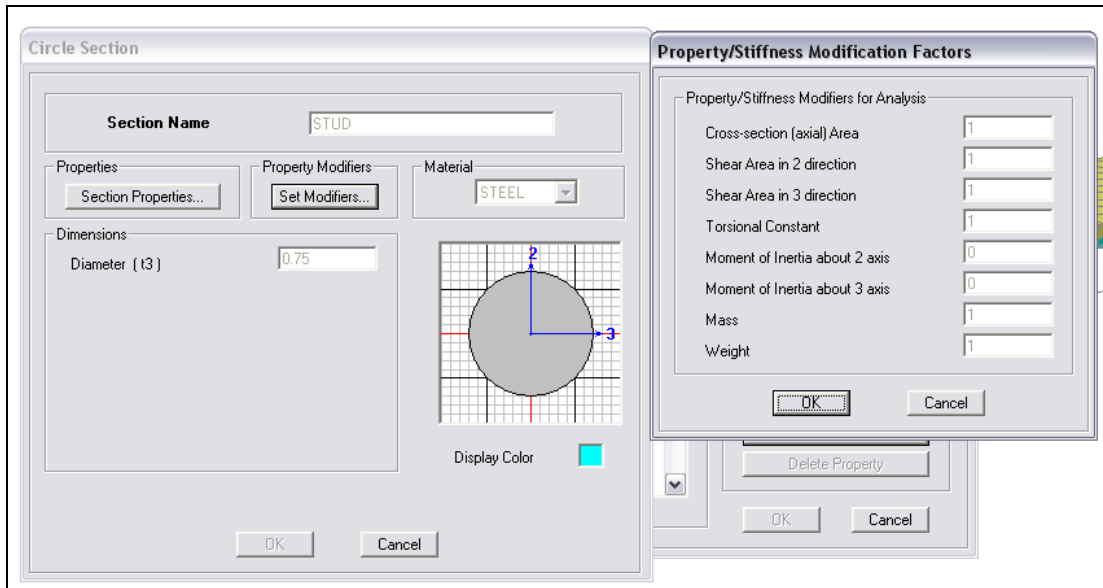 Circle Section
Section Name
STUD
Properties
Section Properties...
Property Modifiers
Set Modifiers...
Material
STEEL
Dimensions
Diameter ( t3 )
0.75
2
3
Display Color
OK
Cancel
Property/Stiffness Modification Factors
Property/Stiffness Modifiers for Analysis
Cross-section (axial) Area
1
Shear Area in 2 direction
1
Shear Area in 3 direction
1
Torsional Constant
1
Moment of Inertia about 2 axis
0
Moment of Inertia about 3 axis
0
Mass
1
Weight
1
OK
Cancel
Delete Property
OK
Cancel